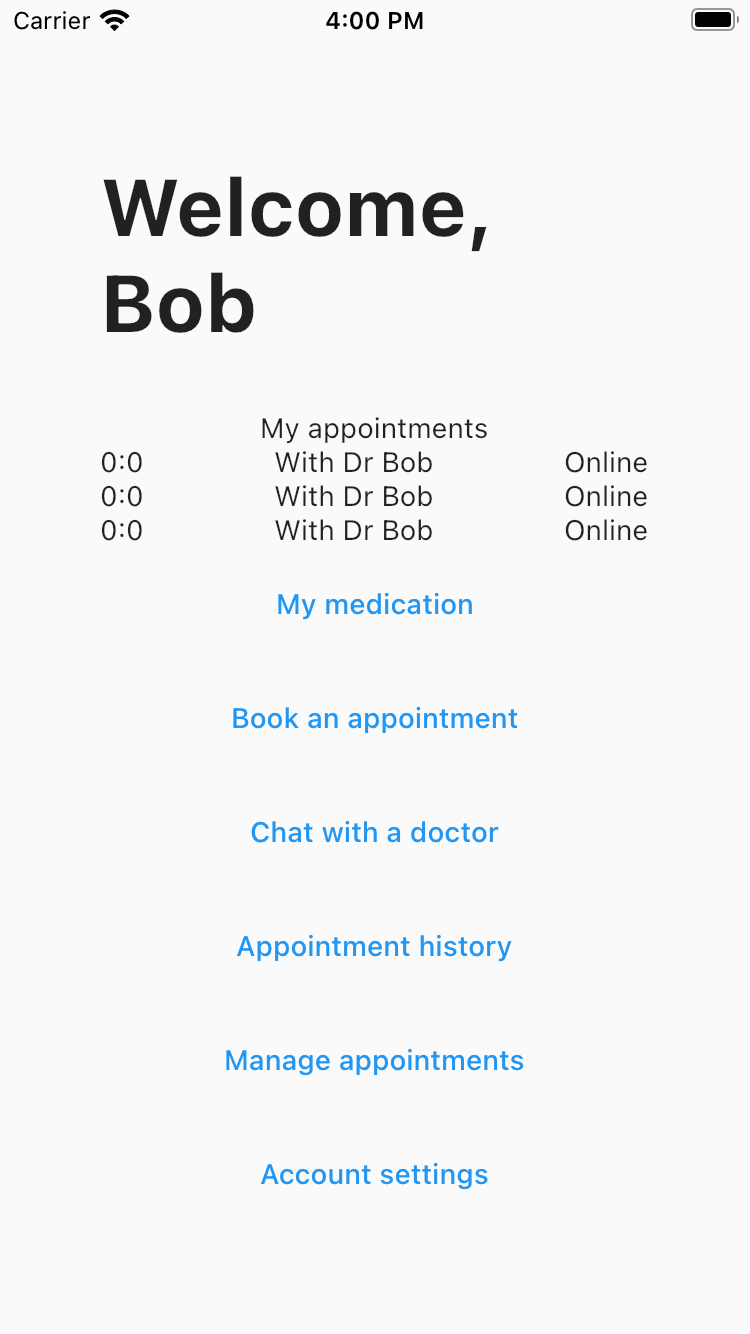 Carrier 4:00 PM
Welcome,
Bob
My appointments
0:0 With Dr Bob Online
0:0 With Dr Bob Online
0:0 With Dr Bob Online
My medication
Book an appointment
Chat with a doctor
Appointment history
Manage appointments
Account settings